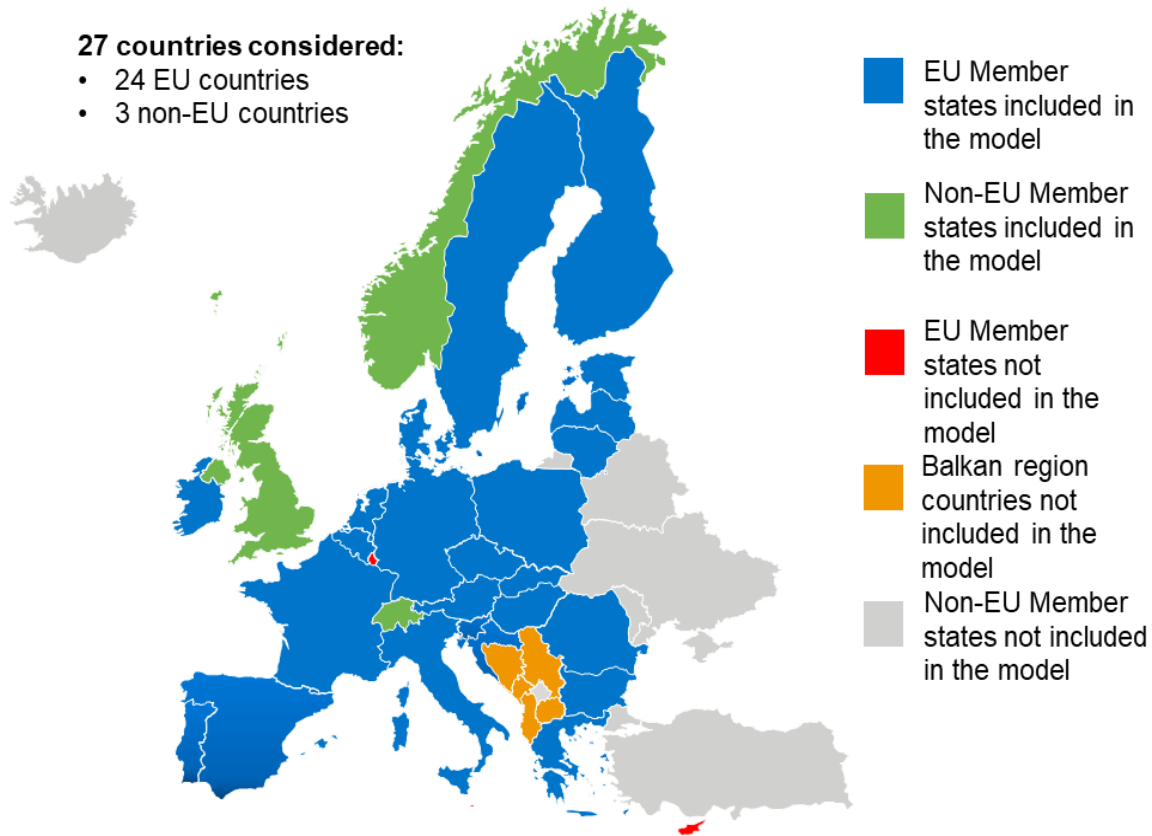 27 countries considered:
• 24 EU countries
• 3 non-EU countries
EU Member
states included in
the model
Non-EU Member
states included in
the model
EU Member
states not
included in the
model
Balkan region
countries not
included in the
model
Non-EU Member
states not included
in the model